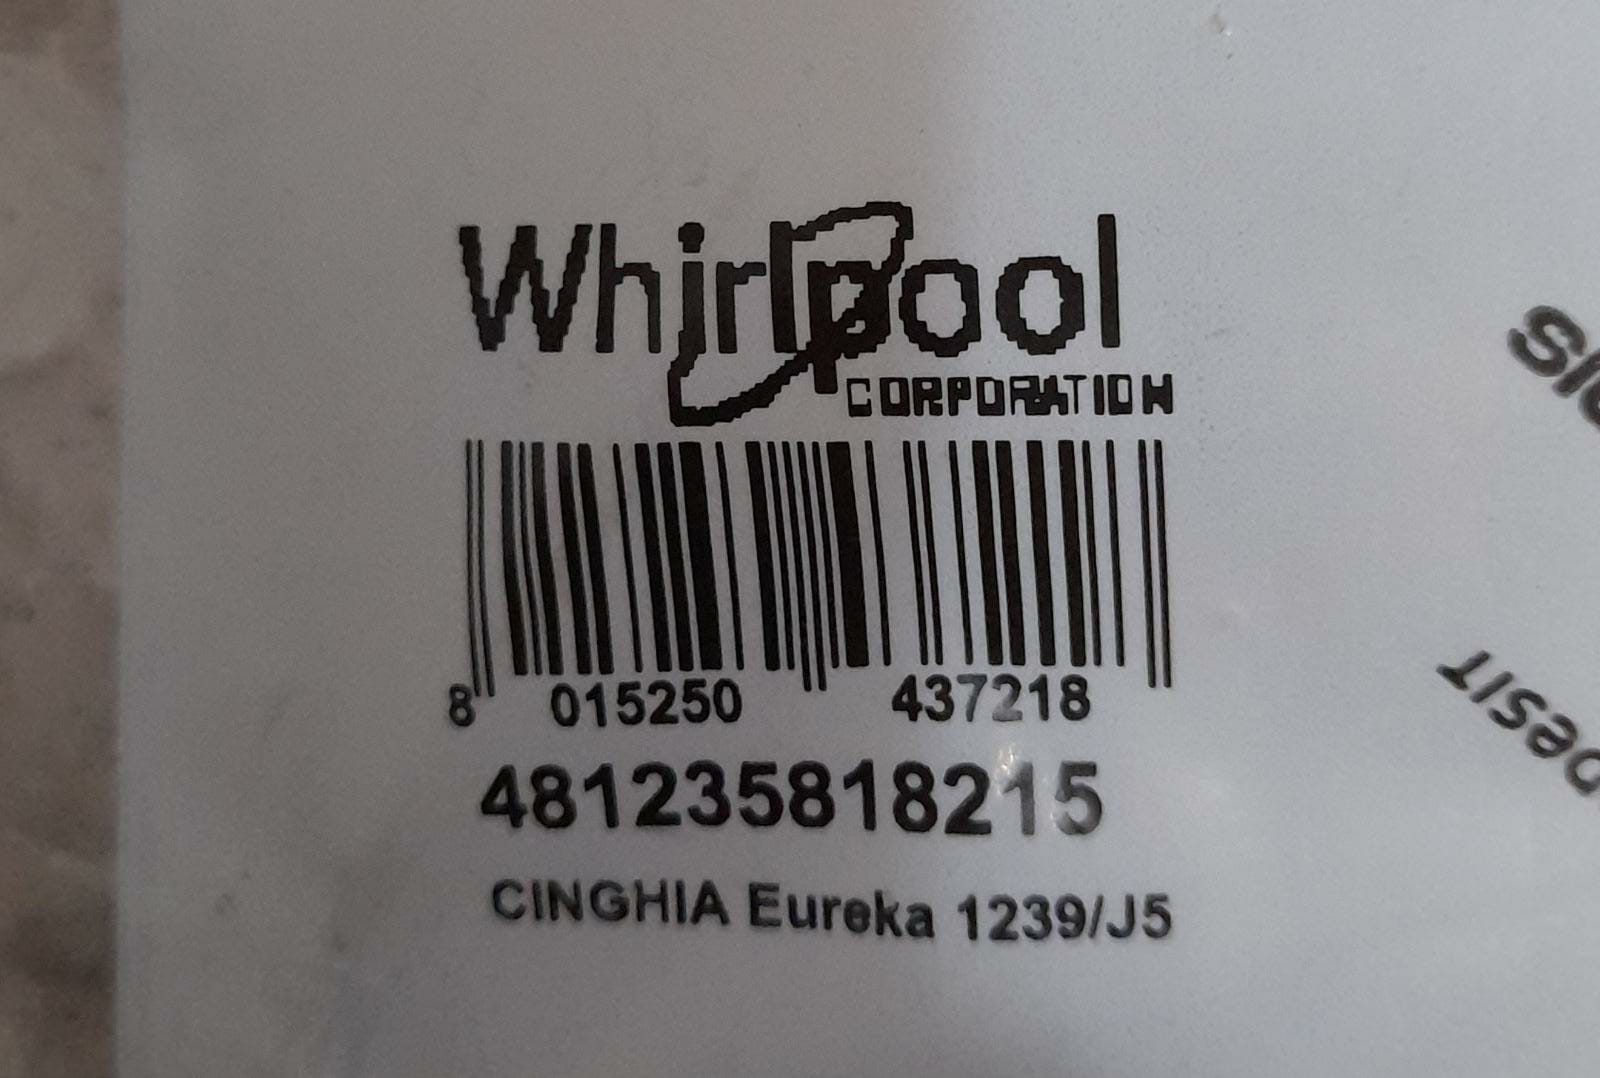 Whirlpool
CORPORATION
8 015250 437218
481235818215
CINGHIA Eureka 1239/J5